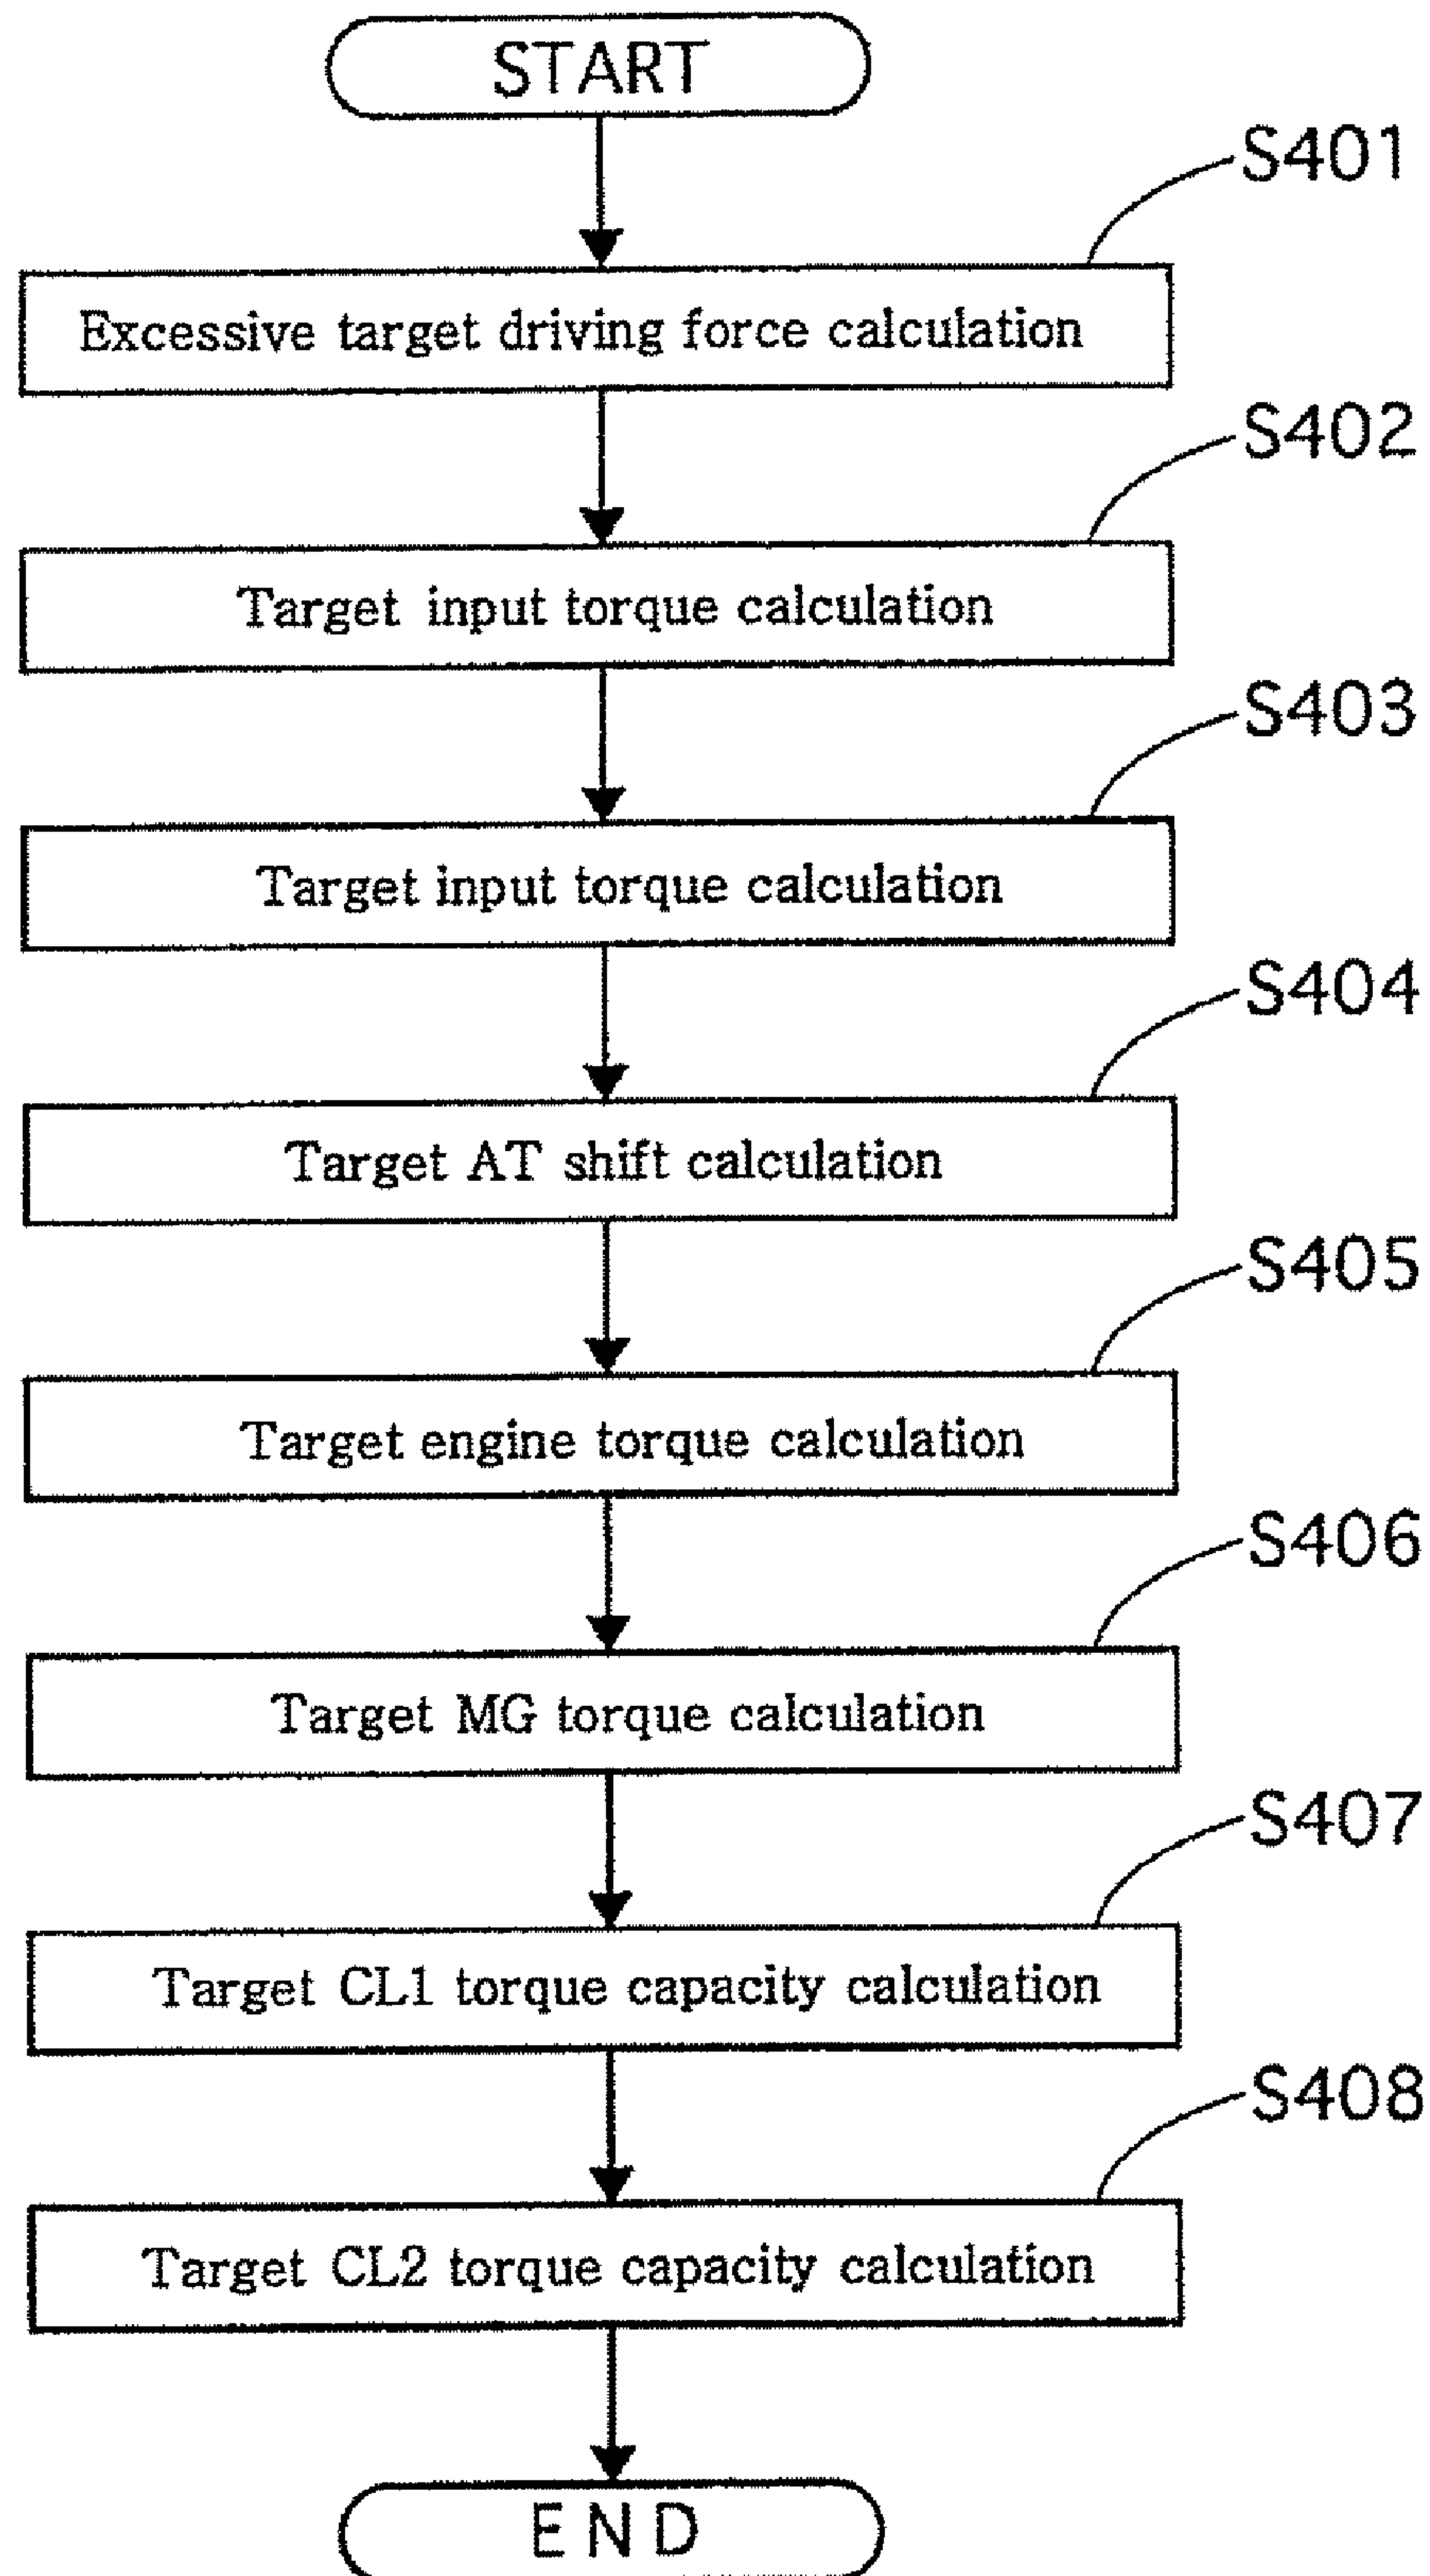 START
S401
Excessive target driving force calculation
S402
Target input torque calculation
S403
Target input torque calculation
S404
Target AT shift calculation
S405
Target engine torque calculation
S406
Target MG torque calculation
S407
Target CL1 torque capacity calculation
S408
Target CL2 torque capacity calculation
END